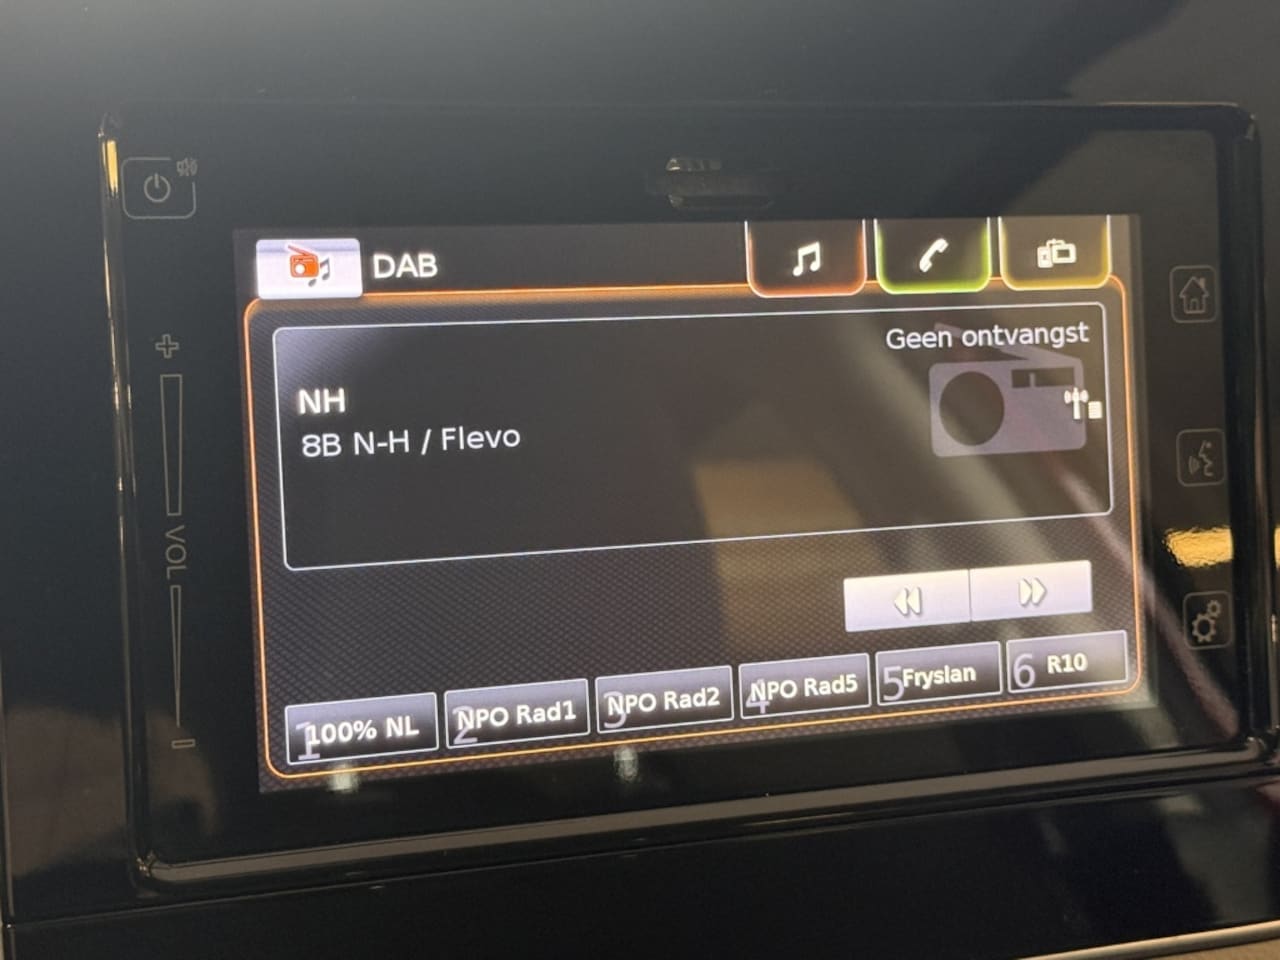 DAB
Geen ontvangst
NH
8B N-H / Flevo
VOL
1 100% NL
2 NPO Rad1
3 NPO Rad2
4 NPO Rad5
5 Fryslan
6 R10